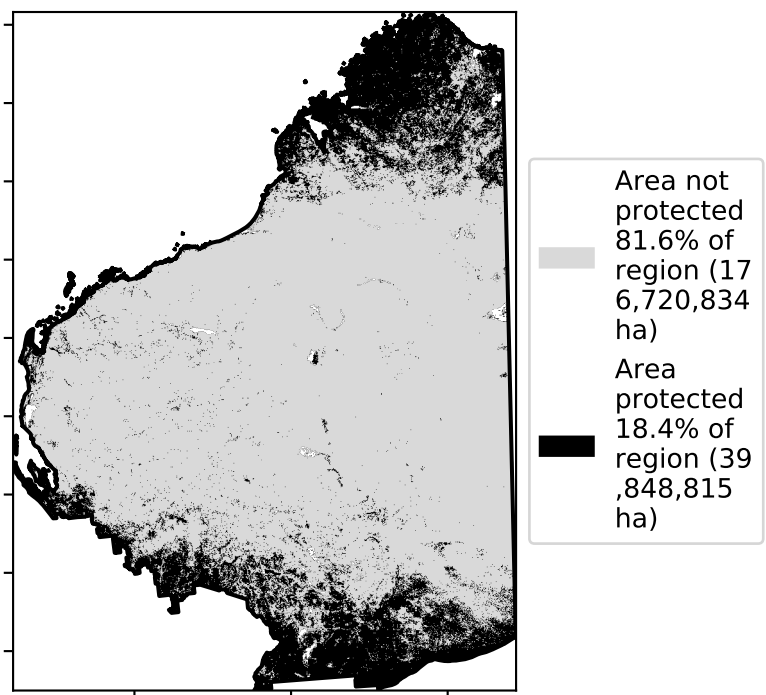 Area not
protected
81.6% of
region (17
6,720,834
ha)
Area
protected
18.4% of
region (39
,848,815
ha)